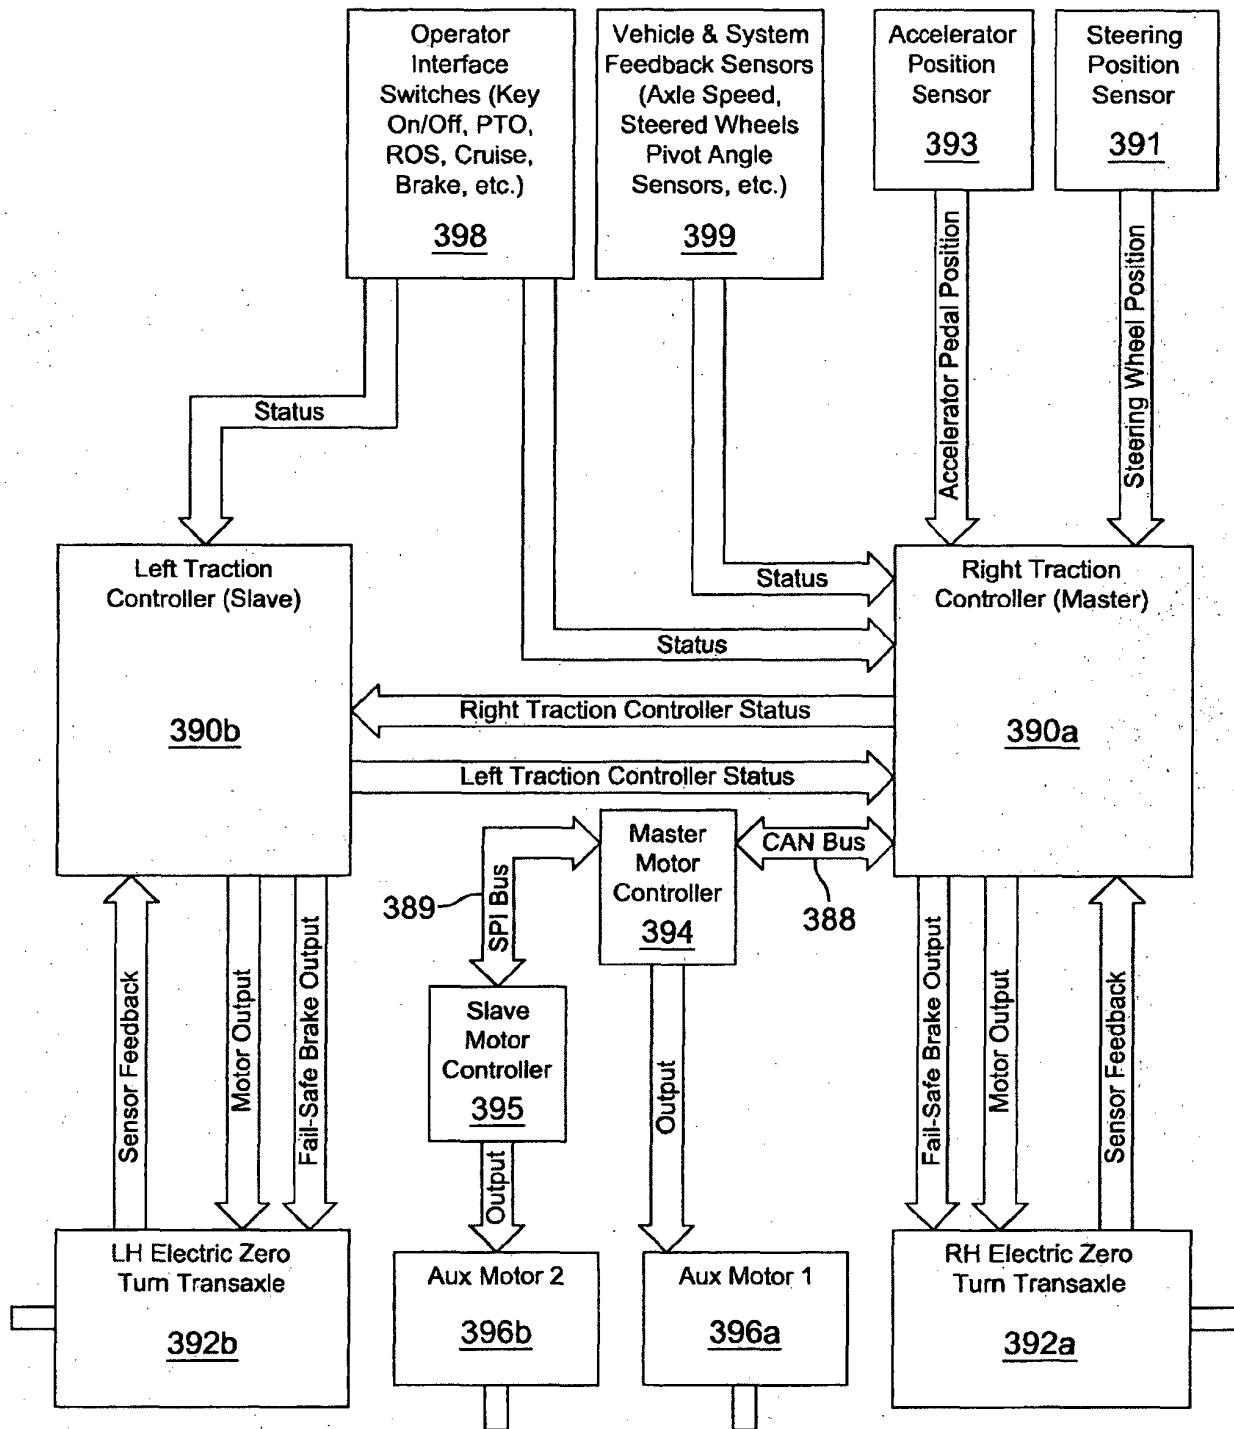 Operator
Interface
Switches (Key
On/Off, PTO,
ROS, Cruise,
Brake, etc.)
398
Vehicle & System
Feedback Sensors
(Axle Speed,
Steered Wheels
Pivot Angle
Sensors, etc.)
399
Accelerator
Position
Sensor
393
Steering
Position
Sensor
391
Accelerator Pedal Position
Steering Wheel Position
Status
Left Traction
Controller (Slave)
390b
Status
Status
Right Traction
Controller (Master)
390a
Right Traction Controller Status
Left Traction Controller Status
Master
Motor
Controller
394
CAN Bus
388
SPI Bus
389
Slave
Motor
Controller
395
Sensor Feedback
Motor Output
Fail-Safe Brake Output
Output
Output
Fail-Safe Brake Output
Motor Output
Sensor Feedback
LH Electric Zero
Turn Transaxle
392b
Aux Motor 2
396b
Aux Motor 1
396a
RH Electric Zero
Turn Transaxle
392a